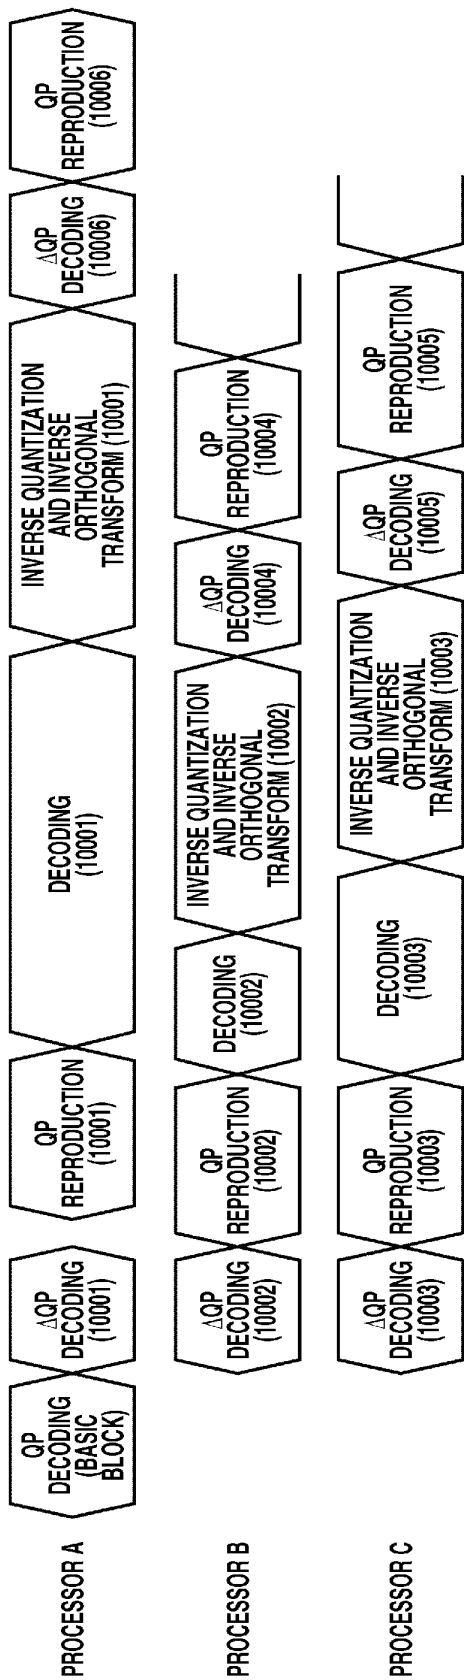 PROCESSOR A
QP
DECODING
(BASIC
BLOCK)
ΔQP
DECODING
(10001)
QP
REPRODUCTION
(10001)
DECODING
(10001)
INVERSE QUANTIZATION
AND INVERSE
ORTHOGONAL
TRANSFORM (10001)
ΔQP
DECODING
(10006)
QP
REPRODUCTION
(10006)
PROCESSOR B
ΔQP
DECODING
(10002)
QP
REPRODUCTION
(10002)
DECODING
(10002)
INVERSE QUANTIZATION
AND INVERSE
ORTHOGONAL
TRANSFORM (10002)
ΔQP
DECODING
(10004)
QP
REPRODUCTION
(10004)
PROCESSOR C
ΔQP
DECODING
(10003)
QP
REPRODUCTION
(10003)
DECODING
(10003)
INVERSE QUANTIZATION
AND INVERSE
ORTHOGONAL
TRANSFORM (10003)
ΔQP
DECODING
(10005)
QP
REPRODUCTION
(10005)